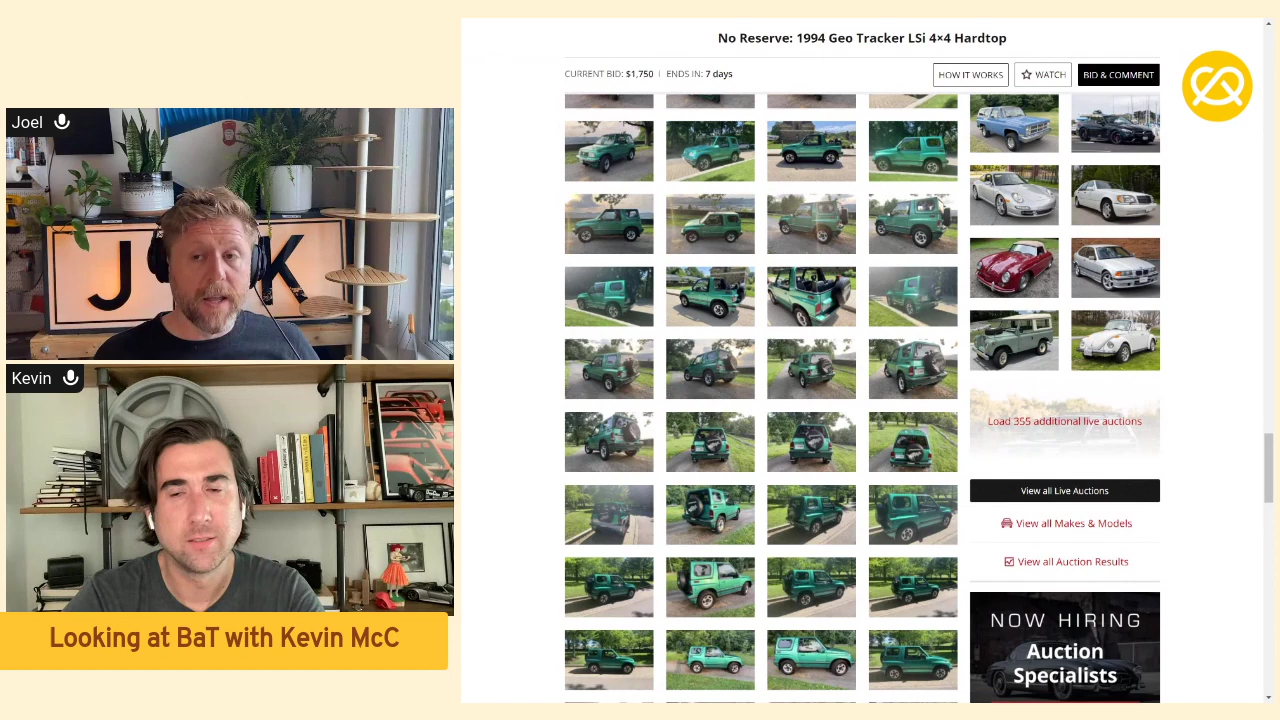 No Reserve: 1994 Geo Tracker LSi 4×4 Hardtop
CURRENT BID: $1,750 | ENDS IN: 7 days
HOW IT WORKS
WATCH
BID & COMMENT
Joel
J K
Kevin
Looking at BaT with Kevin McC
Load 355 additional live auctions
View all Live Auctions
View all Makes & Models
View all Auction Results
NOW HIRING
Auction
Specialists